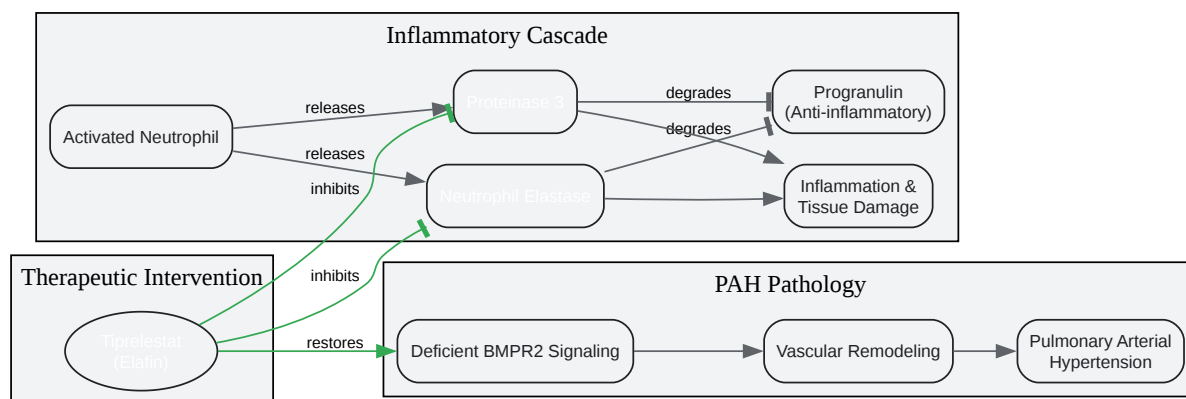 Inflammatory Cascade
Activated Neutrophil
releases
releases
Proteinase 3
Neutrophil Elastase
degrades
degrades
Progranulin
(Anti-inflammatory)
Inflammation &
Tissue Damage
inhibits
inhibits
Therapeutic Intervention
Tiprelestat
(Elafin)
restores
PAH Pathology
Deficient BMPR2 Signaling
Vascular Remodeling
Pulmonary Arterial
Hypertension